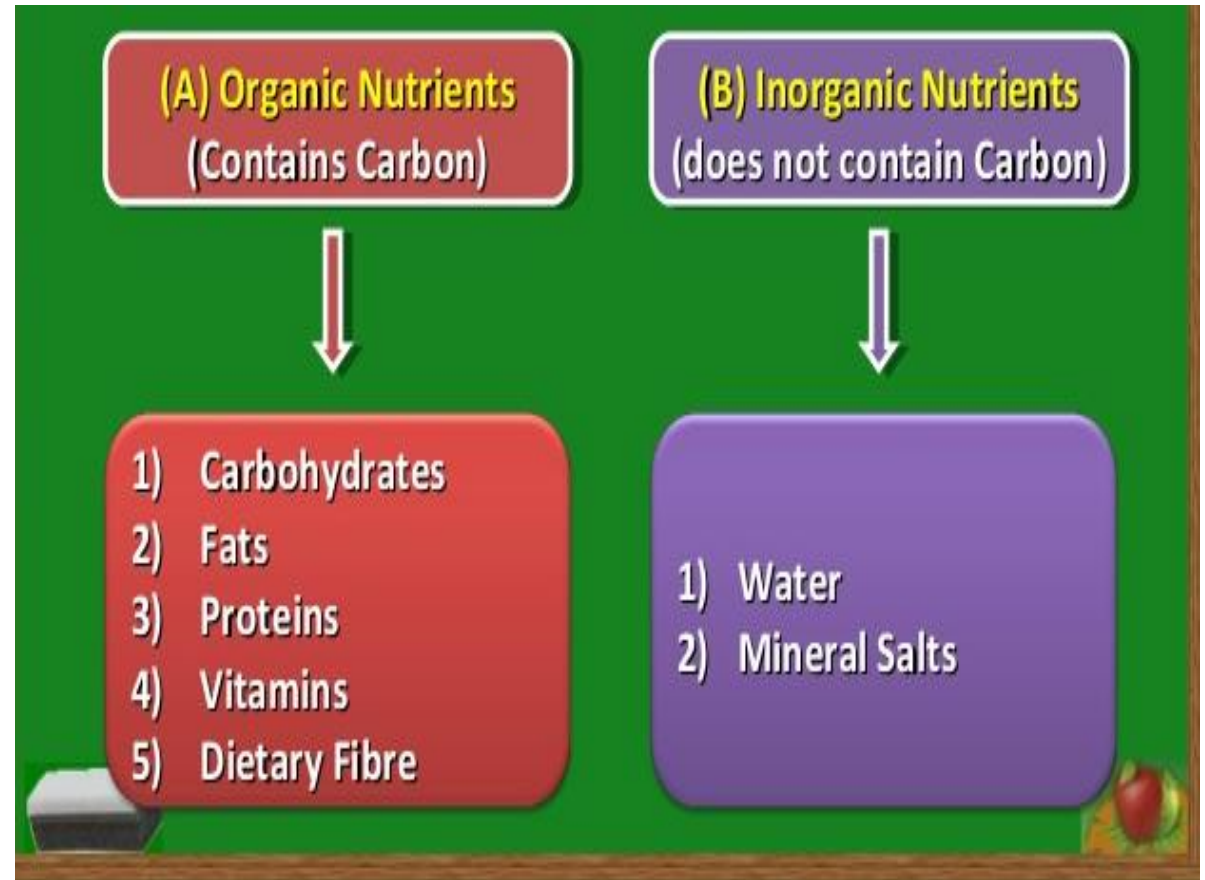 (A) Organic Nutrients
(Contains Carbon)
(B) Inorganic Nutrients
(does not contain Carbon)
1) Carbohydrates
2) Fats
3) Proteins
4) Vitamins
5) Dietary Fibre
1) Water
2) Mineral Salts